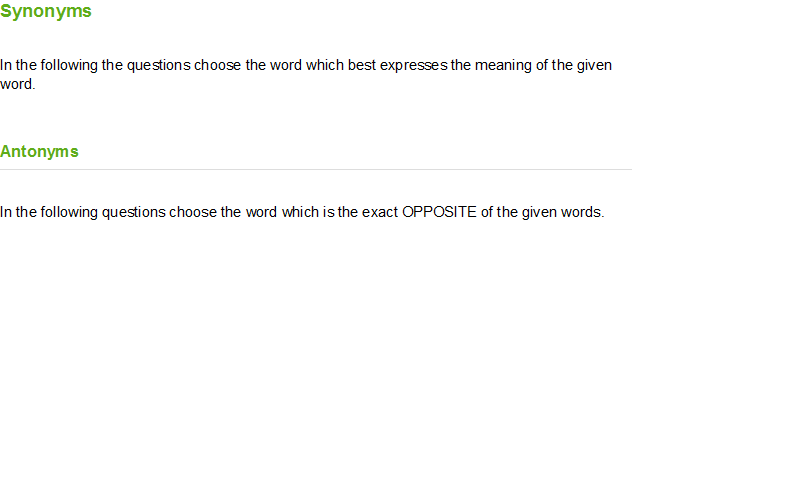 Synonyms
In the following the questions choose the word which best expresses the meaning of the given
word.
Antonyms
In the following questions choose the word which is the exact OPPOSITE of the given words.